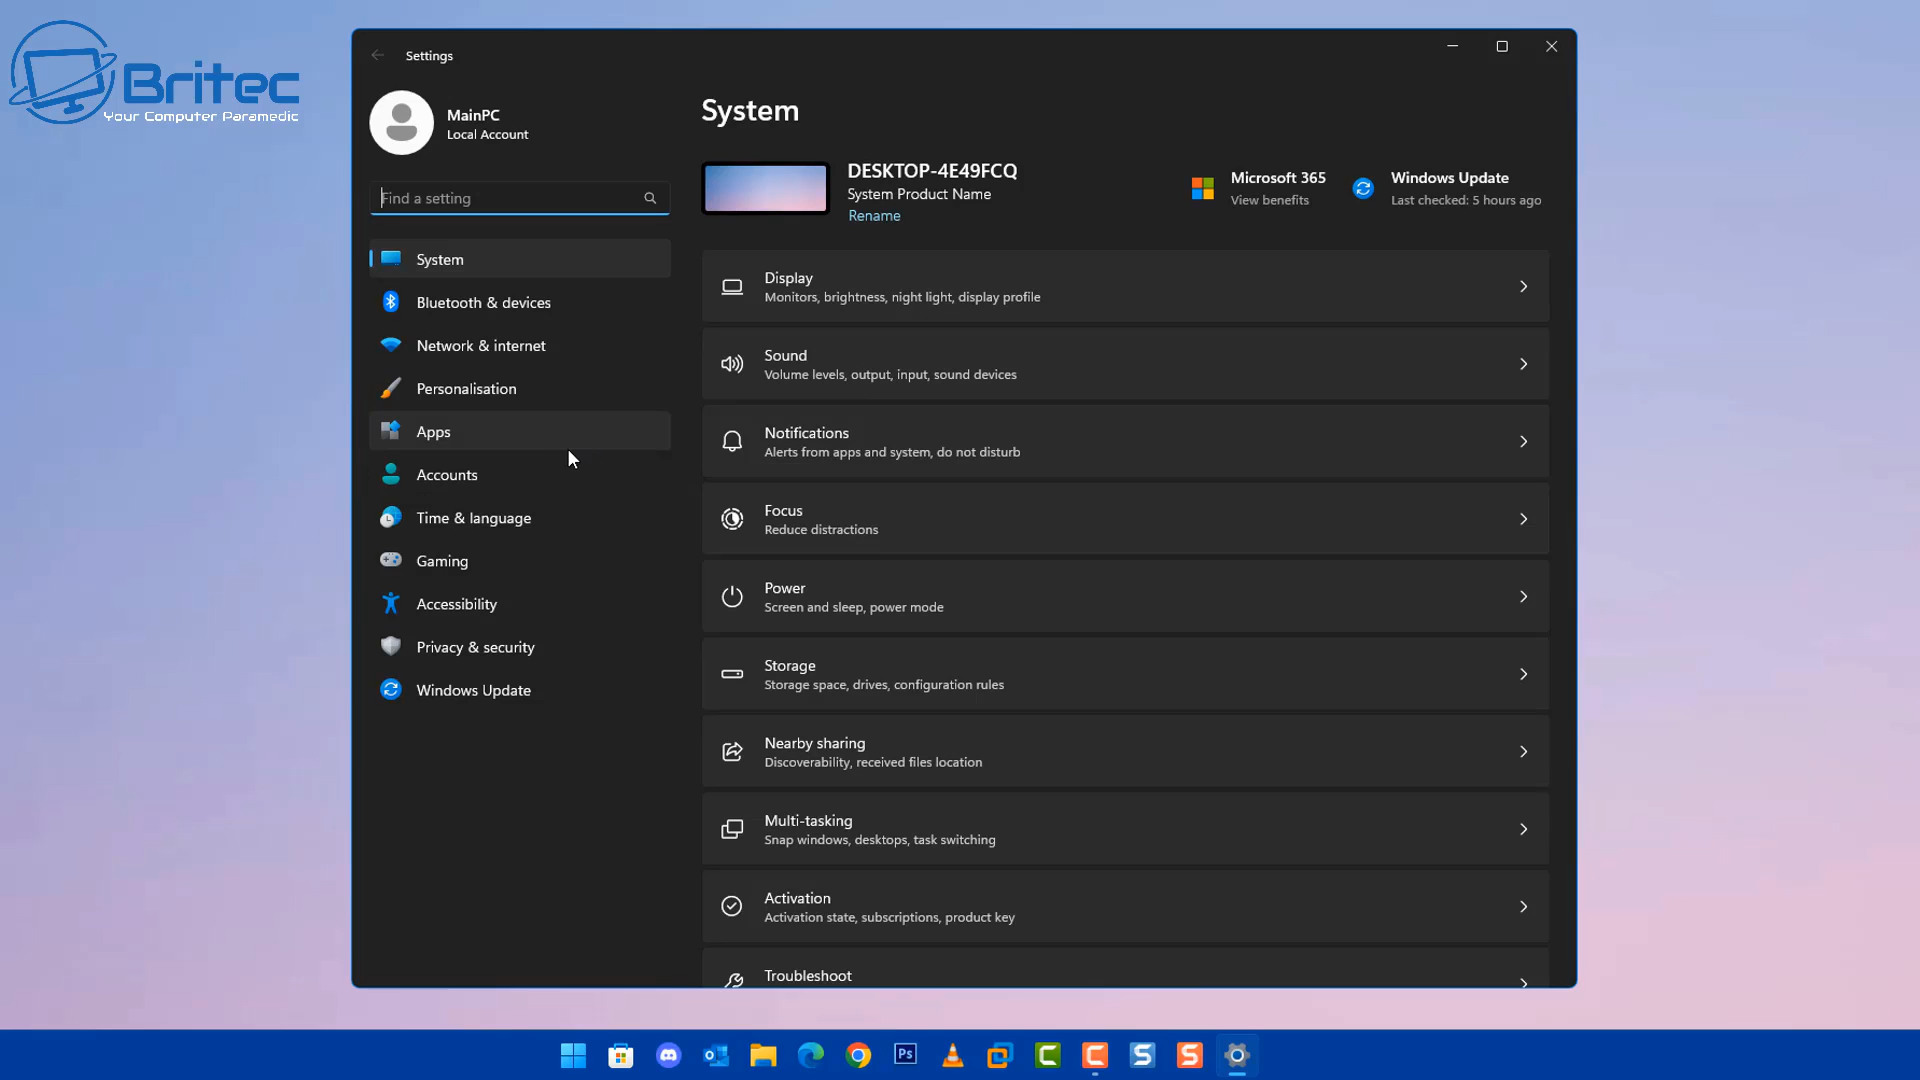 Britec
Your Computer Paramedic
Settings
MainPC
Local Account
Find a setting
System
Bluetooth & devices
Network & internet
Personalisation
Apps
Accounts
Time & language
Gaming
Accessibility
Privacy & security
Windows Update
System
DESKTOP-4E49FCQ
System Product Name
Rename
Microsoft 365
View benefits
Windows Update
Last checked: 5 hours ago
Display
Monitors, brightness, night light, display profile
Sound
Volume levels, output, input, sound devices
Notifications
Alerts from apps and system, do not disturb
Focus
Reduce distractions
Power
Screen and sleep, power mode
Storage
Storage space, drives, configuration rules
Nearby sharing
Discoverability, received files location
Multi-tasking
Snap windows, desktops, task switching
Activation
Activation state, subscriptions, product key
Troubleshoot
Ps